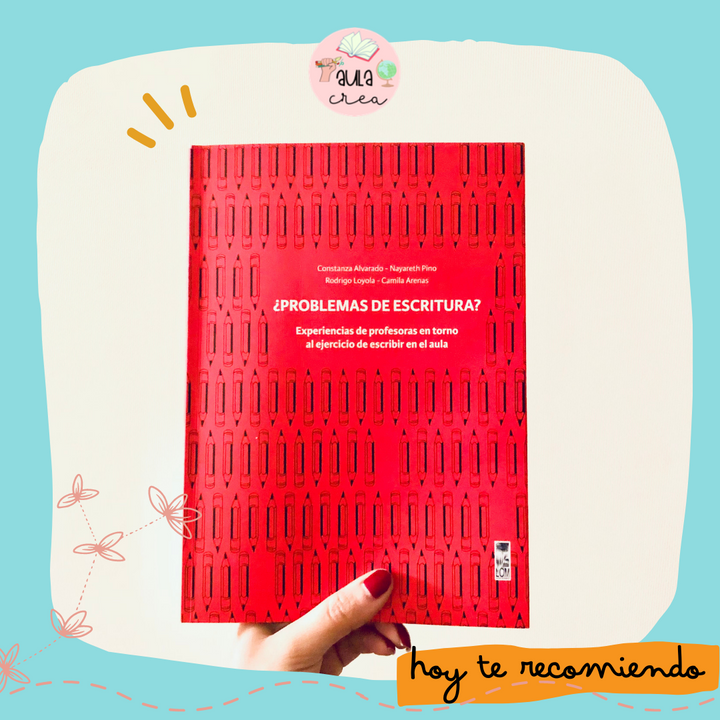 aula
crea
Constanza Alvarado - Nayareth Pino
Rodrigo Loyola - Camila Arenas
¿PROBLEMAS DE ESCRITURA?
Experiencias de profesoras en torno
al ejercicio de escribir en el aula
LOM
hoy te recomiendo